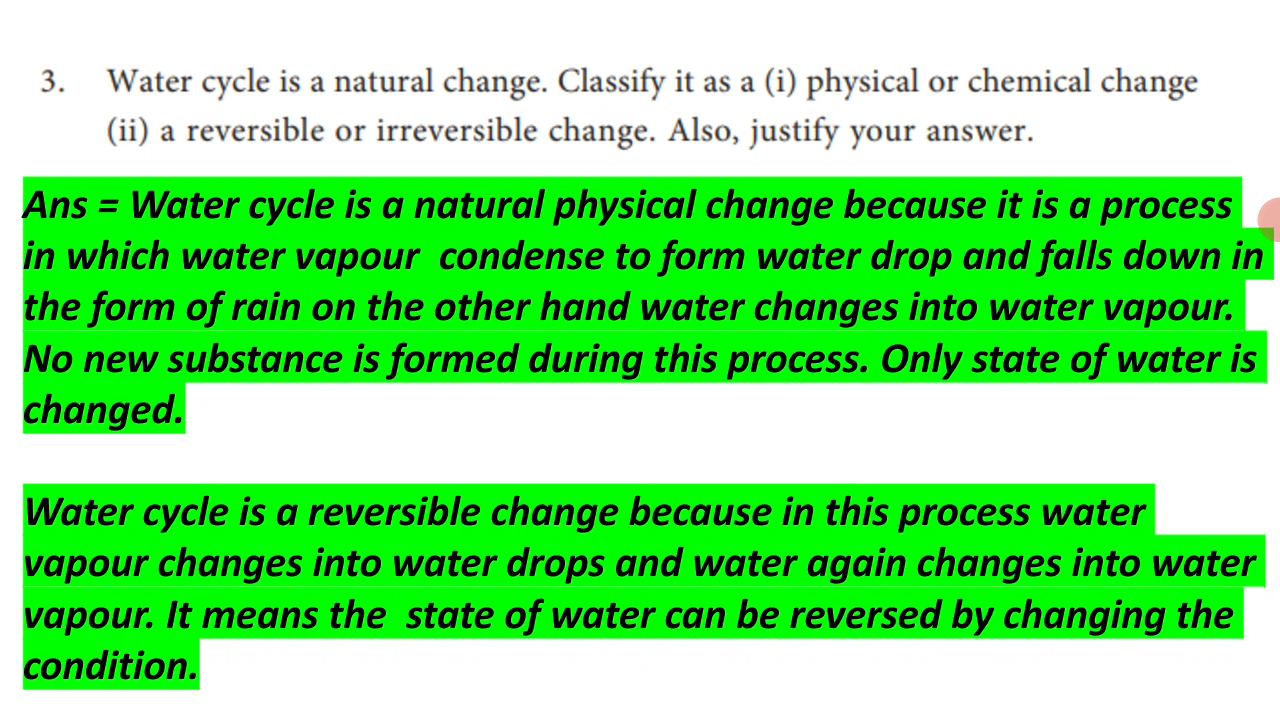 3. Water cycle is a natural change. Classify it as a (i) physical or chemical change
(ii) a reversible or irreversible change. Also, justify your answer.
Ans = Water cycle is a natural physical change because it is a process
in which water vapour  condense to form water drop and falls down in
the form of rain on the other hand water changes into water vapour.
No new substance is formed during this process. Only state of water is
changed.
Water cycle is a reversible change because in this process water
vapour changes into water drops and water again changes into water
vapour. It means the  state of water can be reversed by changing the
condition.